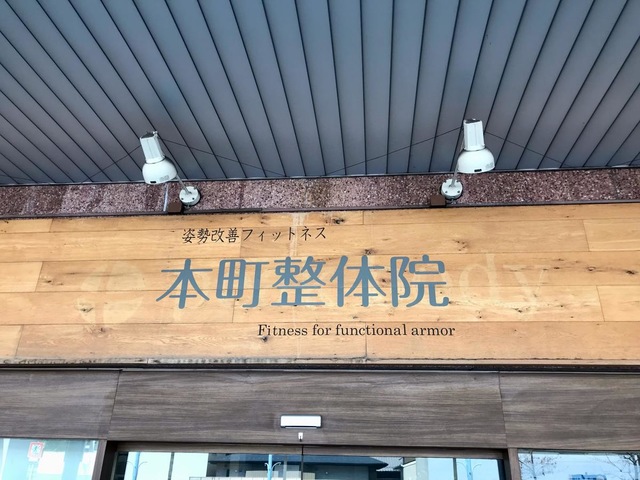 姿勢改善フィットネス
本町整体院
Fitness for functional armor